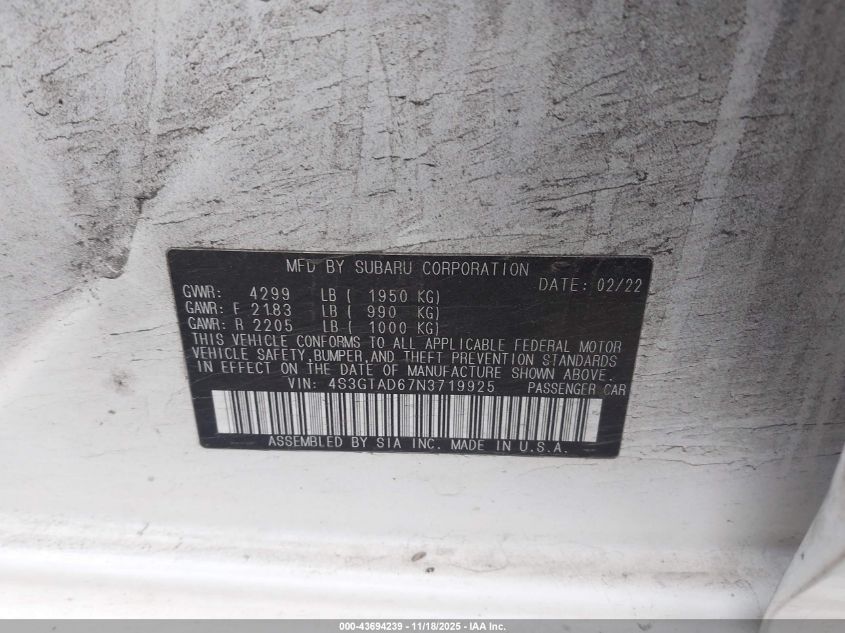 MFD BY SUBARU CORPORATION
DATE: 02/22
GVWR: 4299 LB ( 1950 KG)
GAWR: F 2183 LB ( 990 KG)
GAWR: R 2205 LB ( 1000 KG)
THIS VEHICLE CONFORMS TO ALL APPLICABLE FEDERAL MOTOR
VEHICLE SAFETY, BUMPER, AND THEFT PREVENTION STANDARDS
IN EFFECT ON THE DATE OF MANUFACTURE SHOWN ABOVE.
VIN: 4S3GTAD67N3719925 PASSENGER CAR
ASSEMBLED BY SIA INC. MADE IN U.S.A.
000-43694239 - 11/18/2025 - IAA Inc.